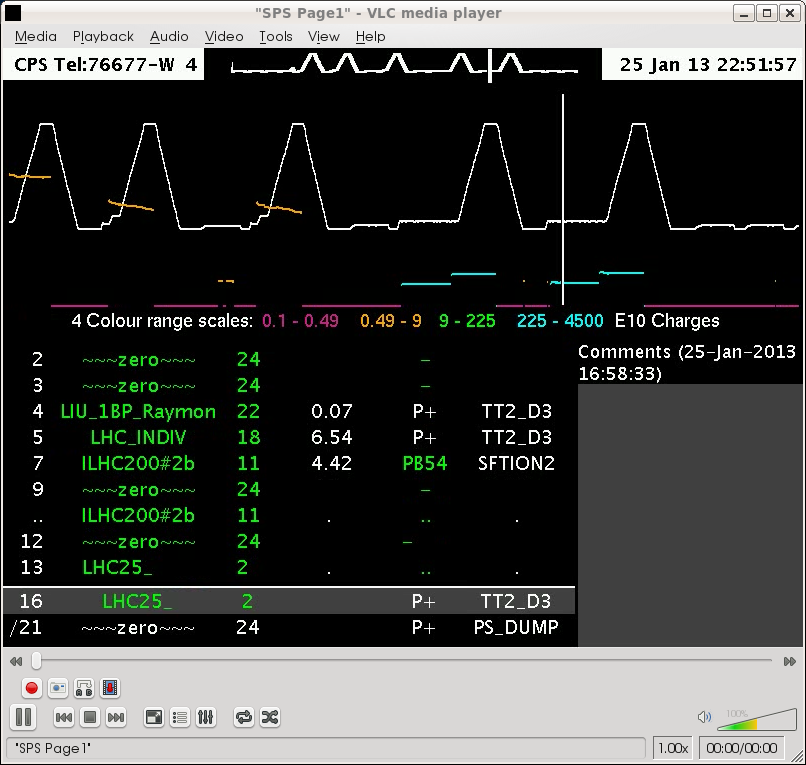 "SPS Page1" - VLC media player
Media Playback Audio Video Tools View Help
CPS Tel:76677-W 4
25 Jan 13 22:51:57
4 Colour range scales: 0.1 - 0.49 0.49 - 9 9 - 225 225 - 4500 E10 Charges
Comments (25-Jan-2013
16:58:33)
2 ~~~zero~~~ 24 –
3 ~~~zero~~~ 24 –
4 LIU_1BP_Raymon 22 0.07 P+ TT2_D3
5 LHC_INDIV 18 6.54 P+ TT2_D3
7 ILHC200#2b 11 4.42 PB54 SFTION2
9 ~~~zero~~~ 24 –
.. ILHC200#2b 11 . .. .
12 ~~~zero~~~ 24 –
13 LHC25_ 2 . .. .
16 LHC25_ 2 P+ TT2_D3
/21 ~~~zero~~~ 24 P+ PS_DUMP
100%
"SPS Page1" 1.00x 00:00/00:00